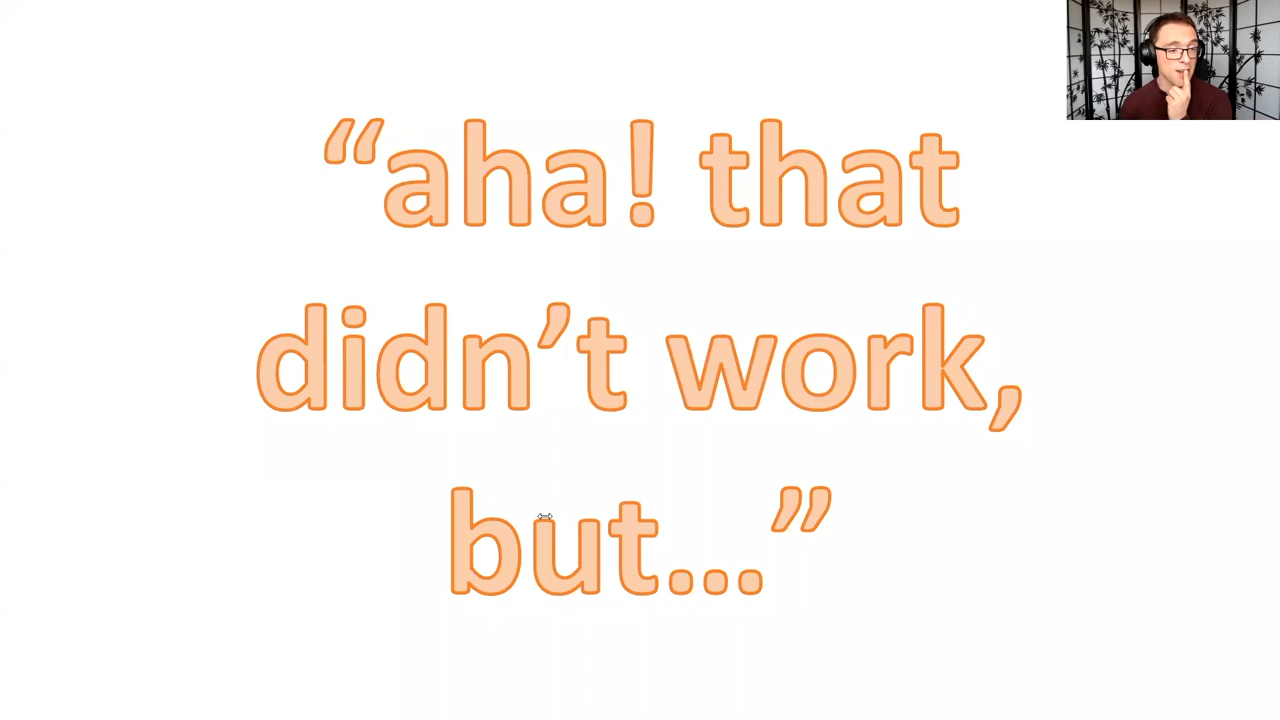 “aha! that
didn’t work,
but…”